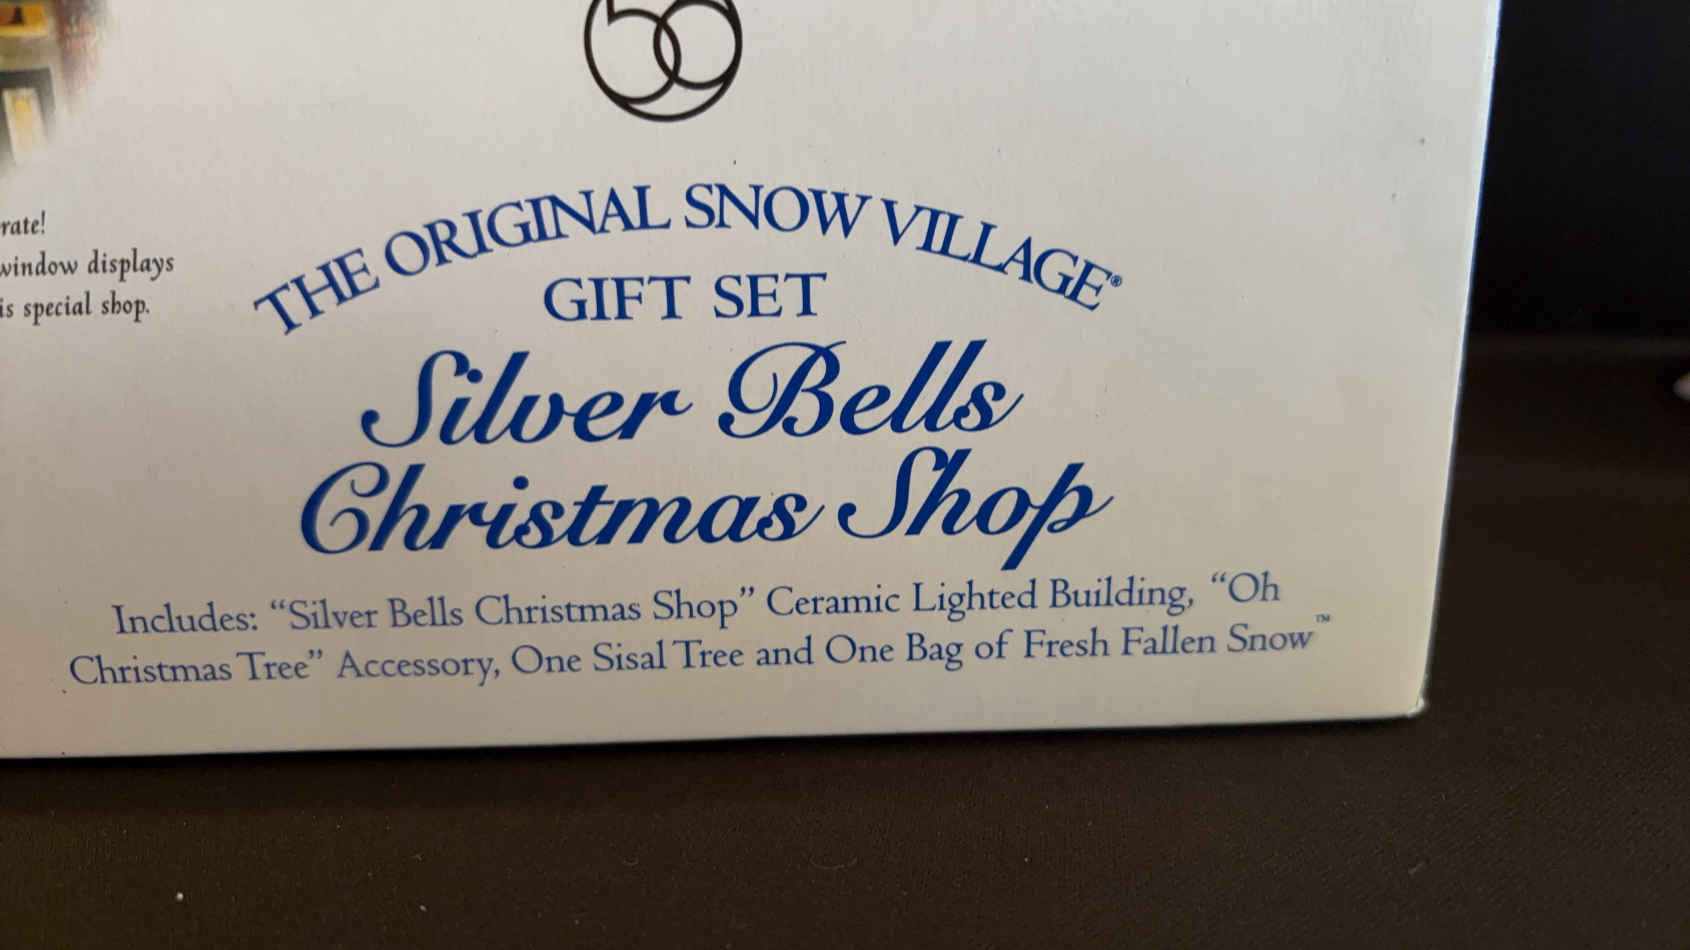 rate!
window displays
is special shop.
56
THE ORIGINAL SNOW VILLAGE®
GIFT SET
Silver Bells
Christmas Shop
Includes: “Silver Bells Christmas Shop” Ceramic Lighted Building, “Oh
Christmas Tree” Accessory, One Sisal Tree and One Bag of Fresh Fallen Snow™